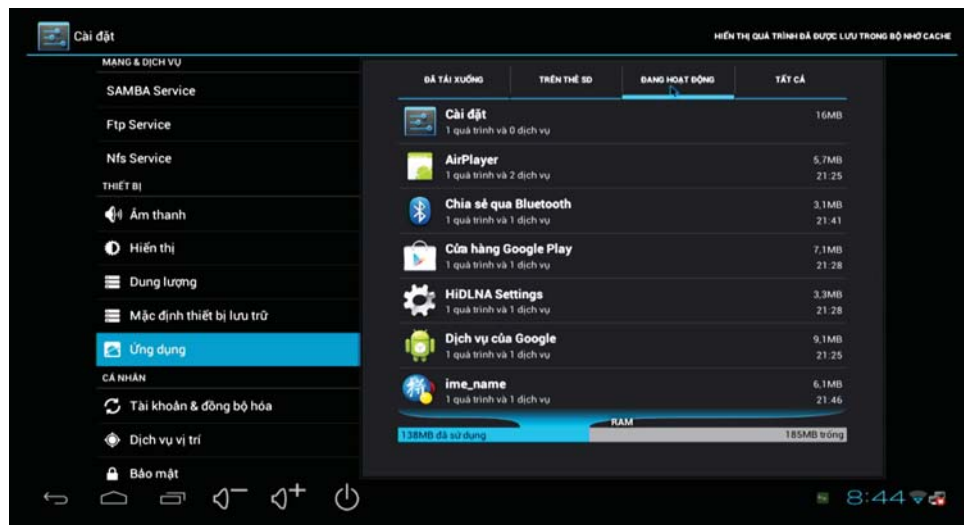 Cài đặt
HIỂN THỊ QUÁ TRÌNH ĐÃ ĐƯỢC LƯU TRONG BỘ NHỚ CACHE
MẠNG & DỊCH VỤ
SAMBA Service
Ftp Service
Nfs Service
THIẾT BỊ
Âm thanh
Hiển thị
Dung lượng
Mặc định thiết bị lưu trữ
Ứng dụng
CÁ NHÂN
Tài khoản & đồng bộ hóa
Dịch vụ vị trí
Bảo mật
ĐÃ TẢI XUỐNG
TRÊN THẺ SD
ĐANG HOẠT ĐỘNG
TẤT CẢ
Cài đặt
16MB
1 quá trình và 0 dịch vụ
AirPlayer
5,7MB
1 quá trình và 2 dịch vụ
21:25
Chia sẻ qua Bluetooth
3,1MB
1 quá trình và 1 dịch vụ
21:41
Cửa hàng Google Play
7,1MB
1 quá trình và 1 dịch vụ
21:28
HiDLNA Settings
3,3MB
1 quá trình và 1 dịch vụ
21:28
Dịch vụ của Google
9,1MB
1 quá trình và 1 dịch vụ
21:25
ime_name
6,1MB
1 quá trình và 1 dịch vụ
21:46
RAM
138MB đã sử dụng
185MB trống
8:44